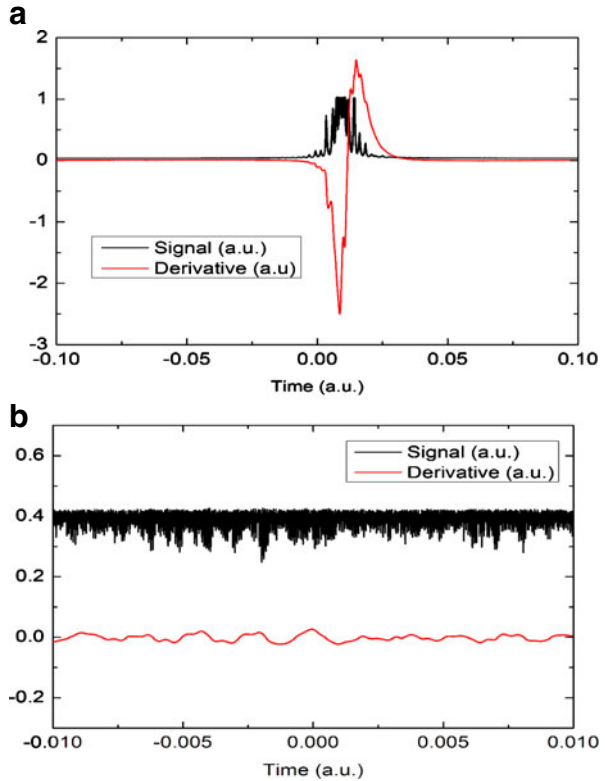 a
2
1
0
-1
-2
-3
Signal (a.u.)
Derivative (a.u)
-0.10
-0.05
0.00
0.05
0.10
Time (a.u.)
b
0.6
0.4
0.2
0.0
-0.2
Signal (a.u.)
Derivative (a.u.)
-0.010
-0.005
0.000
0.005
0.010
Time (a.u.)